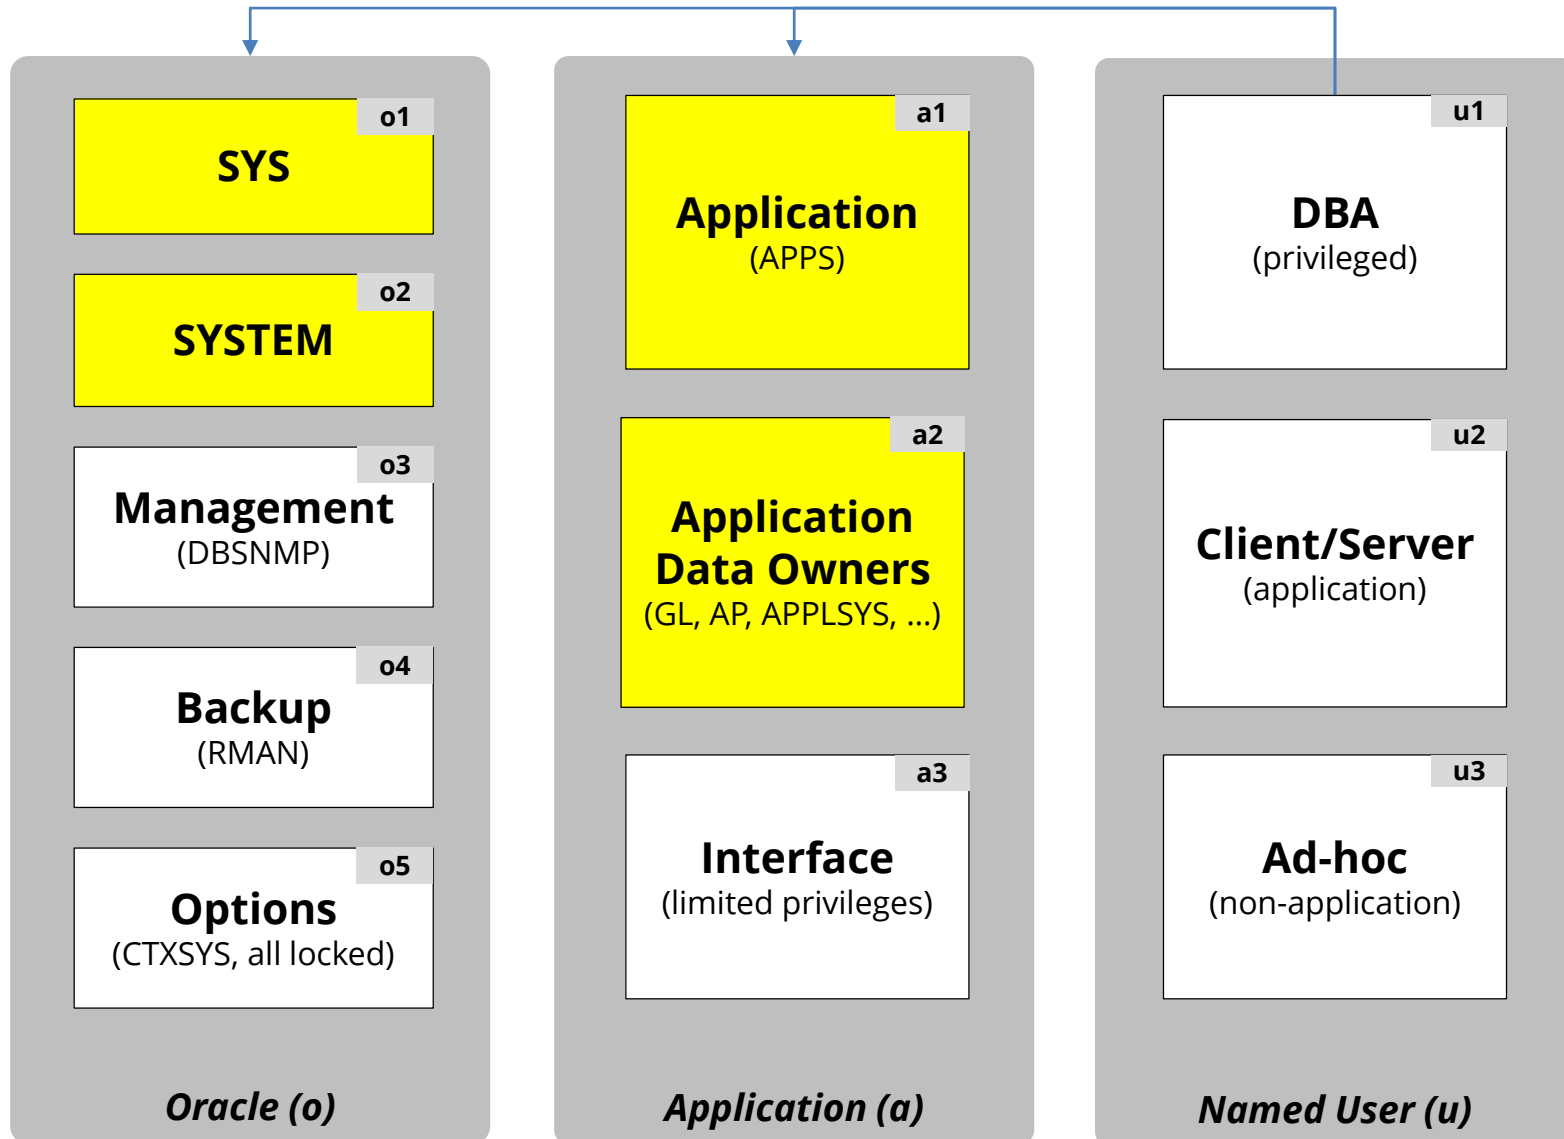 o1
SYS
o2
SYSTEM
o3
Management
(DBSNMP)
o4
Backup
(RMAN)
o5
Options
(CTXSYS, all locked)
Oracle (o)
a1
Application
(APPS)
a2
Application
Data Owners
(GL, AP, APPLSYS, …)
a3
Interface
(limited privileges)
Application (a)
u1
DBA
(privileged)
u2
Client/Server
(application)
u3
Ad-hoc
(non-application)
Named User (u)